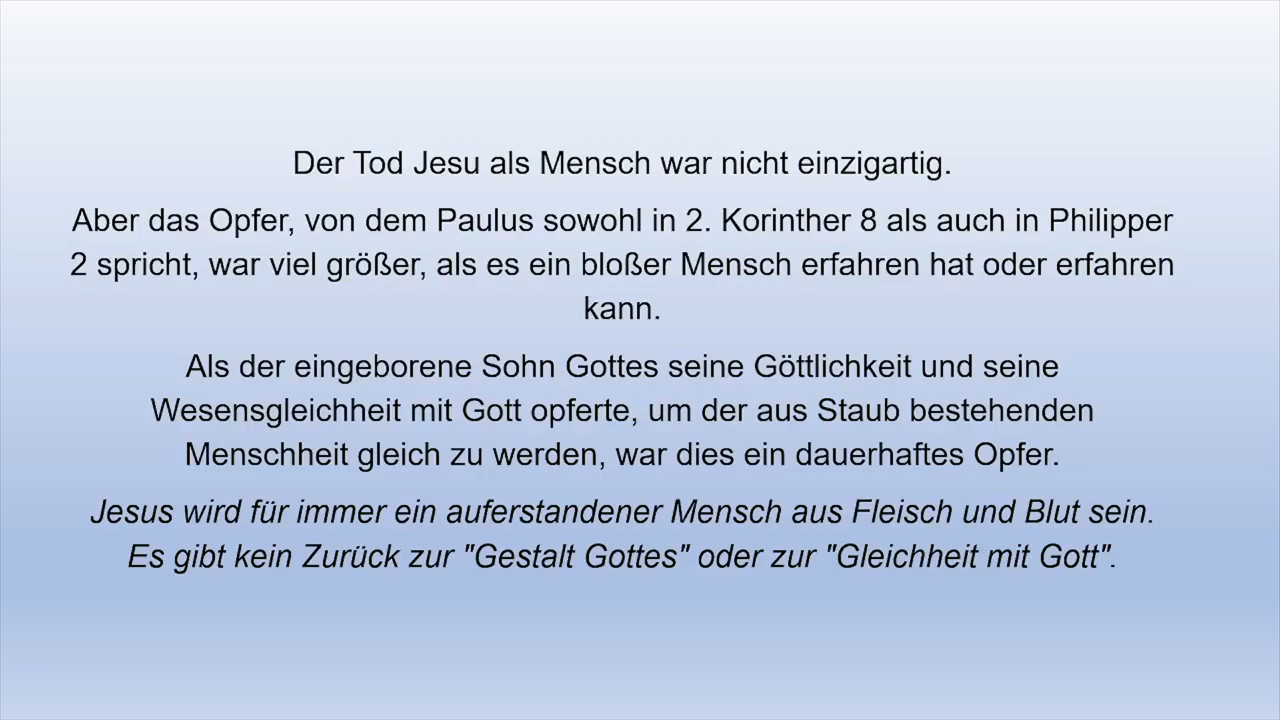 Der Tod Jesu als Mensch war nicht einzigartig.
Aber das Opfer, von dem Paulus sowohl in 2. Korinther 8 als auch in Philipper
2 spricht, war viel größer, als es ein bloßer Mensch erfahren hat oder erfahren
kann.
Als der eingeborene Sohn Gottes seine Göttlichkeit und seine
Wesensgleichheit mit Gott opferte, um der aus Staub bestehenden
Menschheit gleich zu werden, war dies ein dauerhaftes Opfer.
Jesus wird für immer ein auferstandener Mensch aus Fleisch und Blut sein.
Es gibt kein Zurück zur "Gestalt Gottes" oder zur "Gleichheit mit Gott".